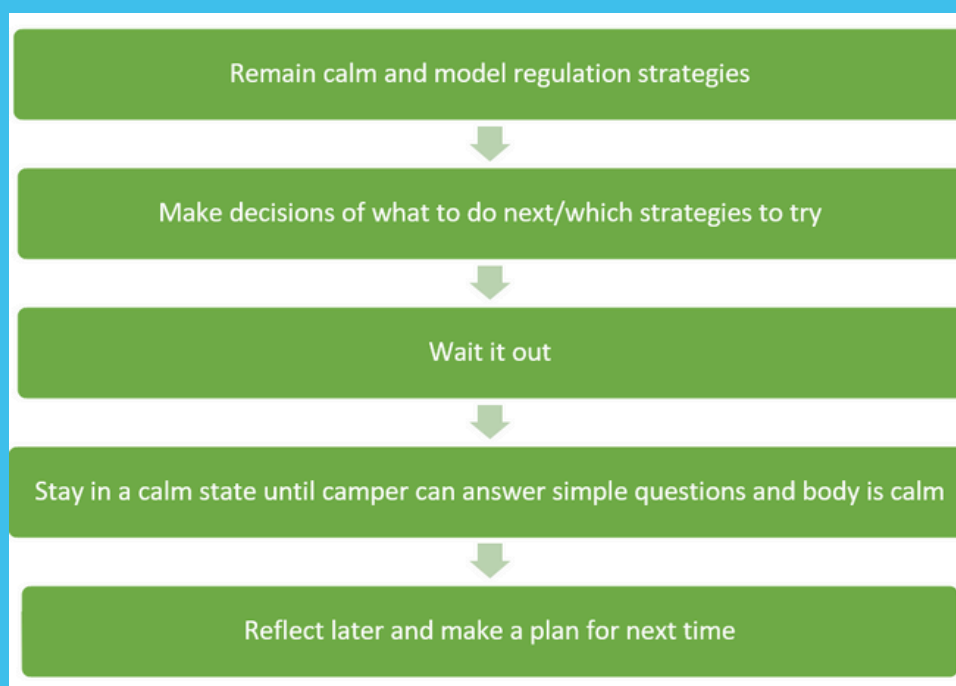 Remain calm and model regulation strategies
Make decisions of what to do next/which strategies to try
Wait it out
Stay in a calm state until camper can answer simple questions and body is calm
Reflect later and make a plan for next time